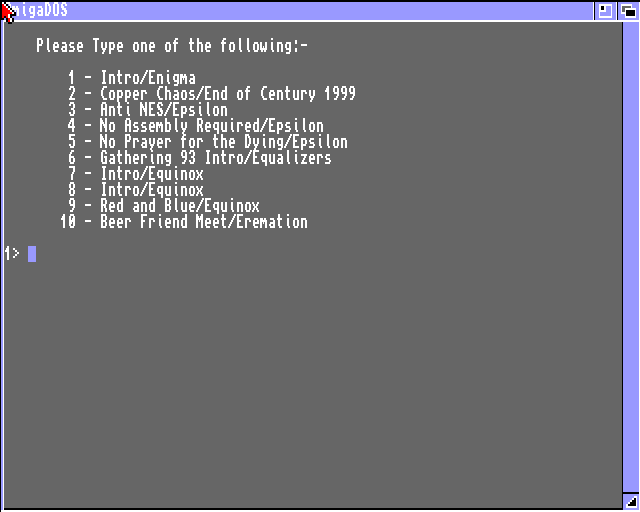 AmigaDOS
Please Type one of the following:-
1 - Intro/Enigma
2 - Copper Chaos/End of Century 1999
3 - Anti NES/Epsilon
4 - No Assembly Required/Epsilon
5 - No Prayer for the Dying/Epsilon
6 - Gathering 93 Intro/Equalizers
7 - Intro/Equinox
8 - Intro/Equinox
9 - Red and Blue/Equinox
10 - Beer Friend Meet/Eremation
1>